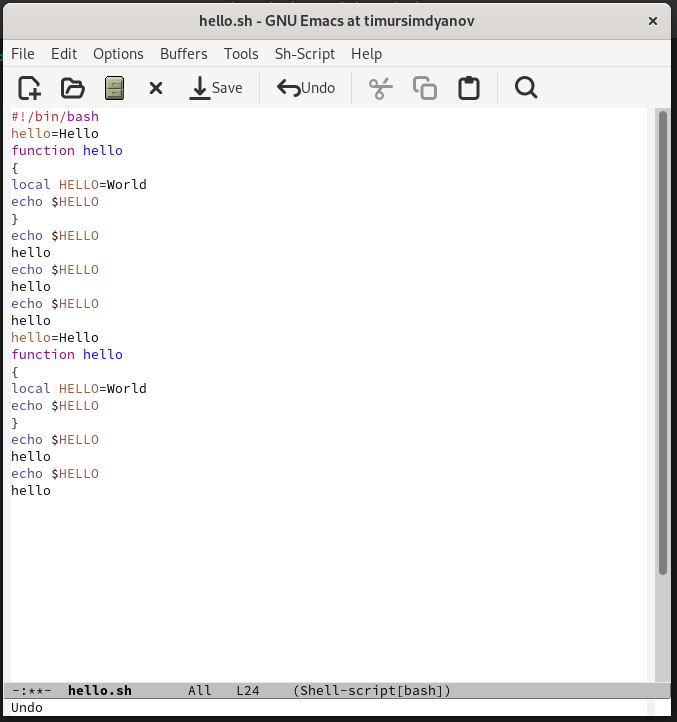 hello.sh - GNU Emacs at timursimdyanov
File Edit Options Buffers Tools Sh-Script Help
Save Undo
#!/bin/bash
hello=Hello
function hello
{
local HELLO=World
echo $HELLO
}
echo $HELLO
hello
echo $HELLO
hello
echo $HELLO
hello
hello=Hello
function hello
{
local HELLO=World
echo $HELLO
}
echo $HELLO
hello
echo $HELLO
hello
-:**- hello.sh All L24 (Shell-script[bash])
Undo